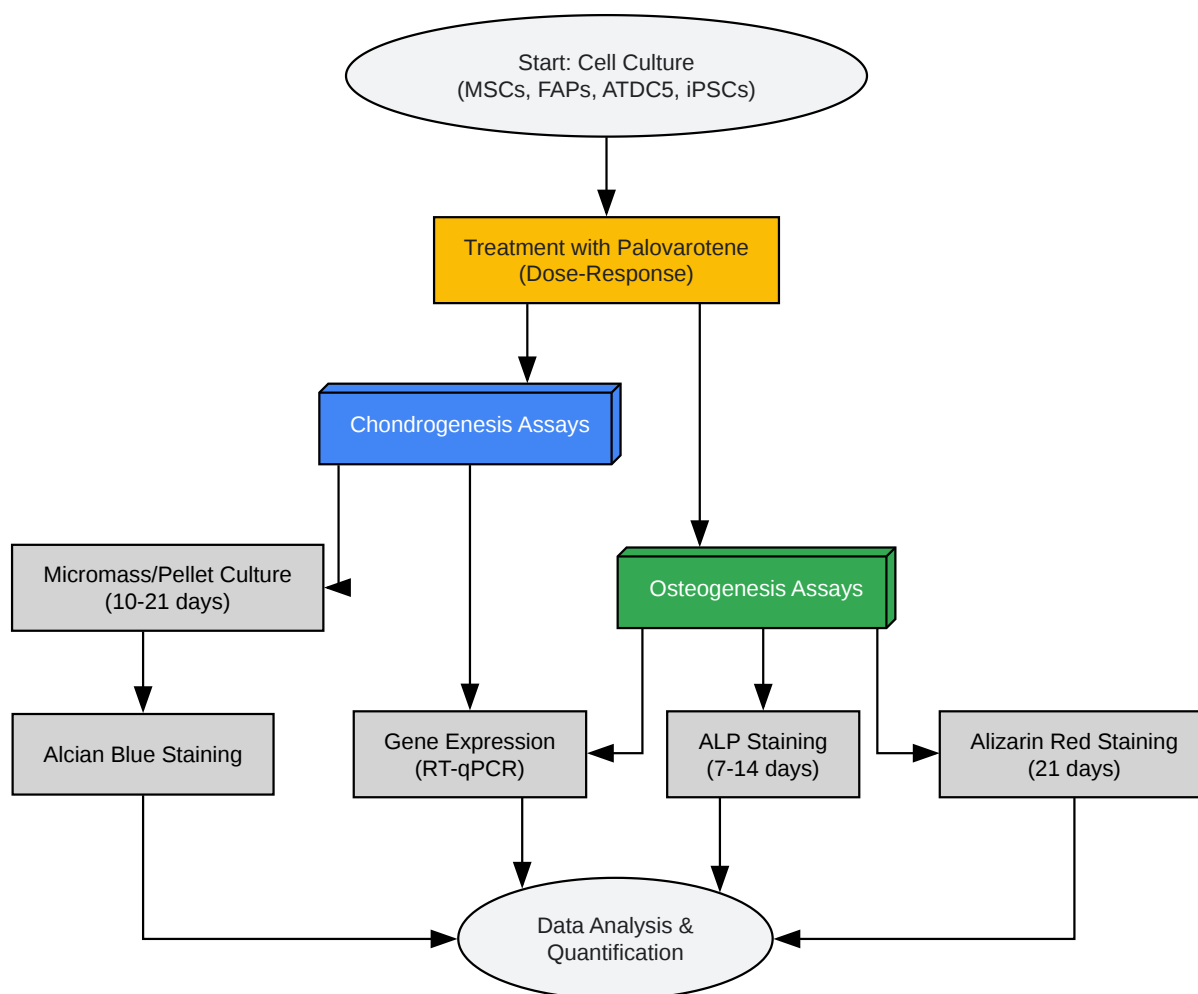 Start: Cell Culture
(MSCs, FAPs, ATDC5, iPSCs)
Treatment with Palovarotene
(Dose-Response)
Chondrogenesis Assays
Micromass/Pellet Culture
(10-21 days)
Osteogenesis Assays
Alcian Blue Staining
Gene Expression
(RT-qPCR)
ALP Staining
(7-14 days)
Alizarin Red Staining
(21 days)
Data Analysis &
Quantification